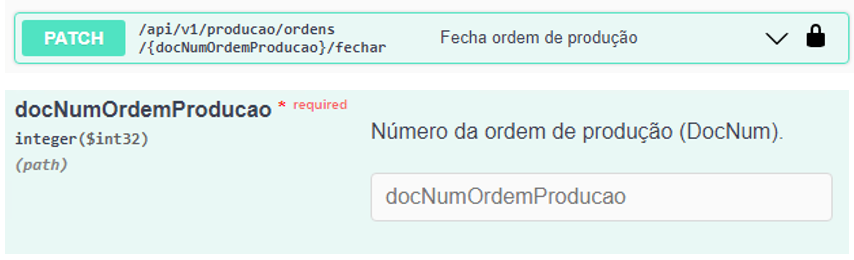 PATCH
/api/v1/producao/ordens
/{docNumOrdemProducao}/fechar
Fecha ordem de produção
docNumOrdemProducao * required
integer($int32)
(path)
Número da ordem de produção (DocNum).
docNumOrdemProducao